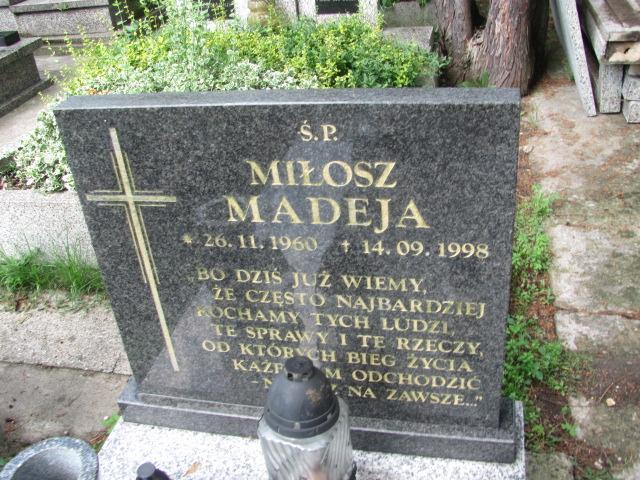 Ś.P.
MIŁOSZ
MADEJA
* 26.11.1960 † 14.09.1998
„BO DZIŚ JUŻ WIEMY,
ŻE CZĘSTO NAJBARDZIEJ
KOCHAMY TYCH LUDZI,
TE SPRAWY I TE RZECZY,
OD KTÓRYCH BIEG ŻYCIA
ODCHODZIĆ
NA ZAWSZE..."